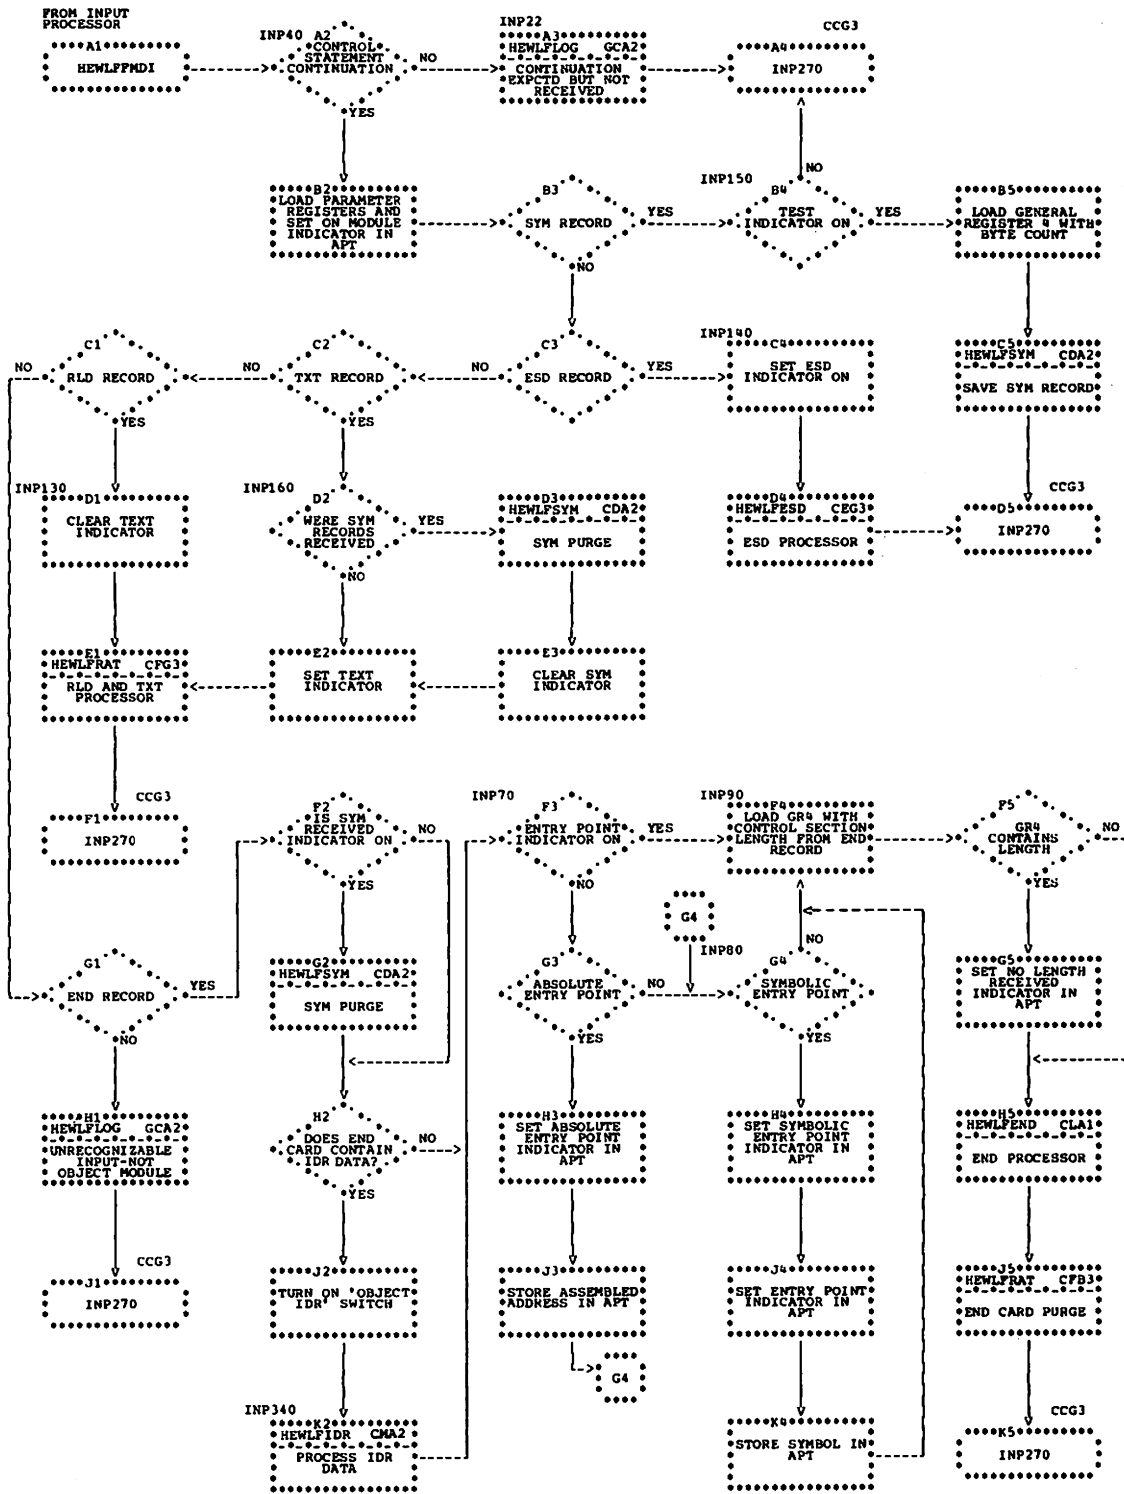 FROM INPUT
PROCESSOR
A1
HEWLFFMDI
INP40
A2
CONTROL
STATEMENT
CONTINUATION
NO
YES
INP22
A3
HEWLFLOG GCA2
CONTINUATION
EXPCTD BUT NOT
RECEIVED
CCG3
A4
INP270
NO
B2
LOAD PARAMETER
REGISTERS AND
SET ON MODULE
INDICATOR IN
APT
B3
SYM RECORD
YES
NO
INP150
B4
TEST
INDICATOR ON
YES
B5
LOAD GENERAL
REGISTER 4 WITH
BYTE COUNT
C1
NO
RLD RECORD
YES
C2
NO
TXT RECORD
YES
C3
NO
ESD RECORD
YES
INP140
C4
SET ESD
INDICATOR ON
C5
HEWLFSYM CDA2
SAVE SYM RECORD
INP130
D1
CLEAR TEXT
INDICATOR
INP160
D2
WERE SYM
RECORDS
RECEIVED
YES
NO
D3
HEWLFSYM CDA2
SYM PURGE
D4
HEWLFESD CEG3
ESD PROCESSOR
CCG3
D5
INP270
E1
HEWLFRAT CFG3
RLD AND TXT
PROCESSOR
E2
SET TEXT
INDICATOR
E3
CLEAR SYM
INDICATOR
CCG3
F1
INP270
F2
IS SYM
RECEIVED
INDICATOR ON
NO
YES
INP70
F3
ENTRY POINT
INDICATOR ON
YES
NO
INP90
F4
LOAD GR4 WITH
CONTROL SECTION
LENGTH FROM END
RECORD
F5
GR4
CONTAINS
LENGTH
NO
YES
G4
G1
END RECORD
YES
NO
G2
HEWLFSYM CDA2
SYM PURGE
G3
ABSOLUTE
ENTRY POINT
NO
YES
INP80
NO
G4
SYMBOLIC
ENTRY POINT
YES
G5
SET NO LENGTH
RECEIVED
INDICATOR IN
APT
H1
HEWLFLOG GCA2
UNRECOGNIZABLE
INPUT-NOT
OBJECT MODULE
H2
DOES END
CARD CONTAIN
IDR DATA?
NO
YES
H3
SET ABSOLUTE
ENTRY POINT
INDICATOR IN
APT
H4
SET SYMBOLIC
ENTRY POINT
INDICATOR IN
APT
H5
HEWLFEND CLA1
END PROCESSOR
CCG3
J1
INP270
J2
TURN ON 'OBJECT
IDR' SWITCH
J3
STORE ASSEMBLED
ADDRESS IN APT
G4
J4
SET ENTRY POINT
INDICATOR IN
APT
J5
HEWLFRAT CFB3
END CARD PURGE
INP340
K2
HEWLFIDR CMA2
PROCESS IDR
DATA
K4
STORE SYMBOL IN
APT
CCG3
K5
INP270